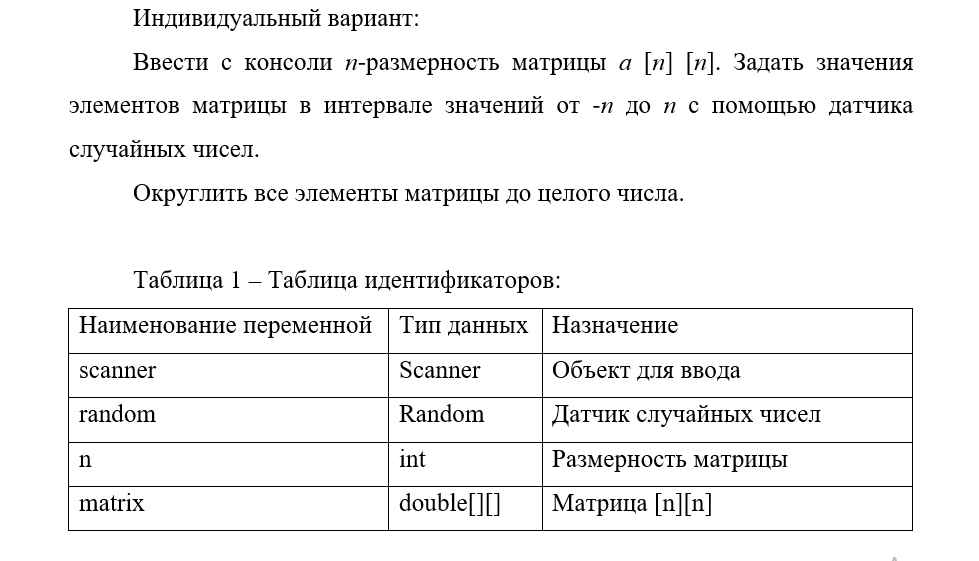 Индивидуальный вариант:
Ввести с консоли n-размерность матрицы a [n] [n]. Задать значения
элементов матрицы в интервале значений от -n до n с помощью датчика
случайных чисел.
Округлить все элементы матрицы до целого числа.
Таблица 1 – Таблица идентификаторов:
Наименование переменной Тип данных Назначение
scanner Scanner Объект для ввода
random Random Датчик случайных чисел
n int Размерность матрицы
matrix double[][] Матрица [n][n]